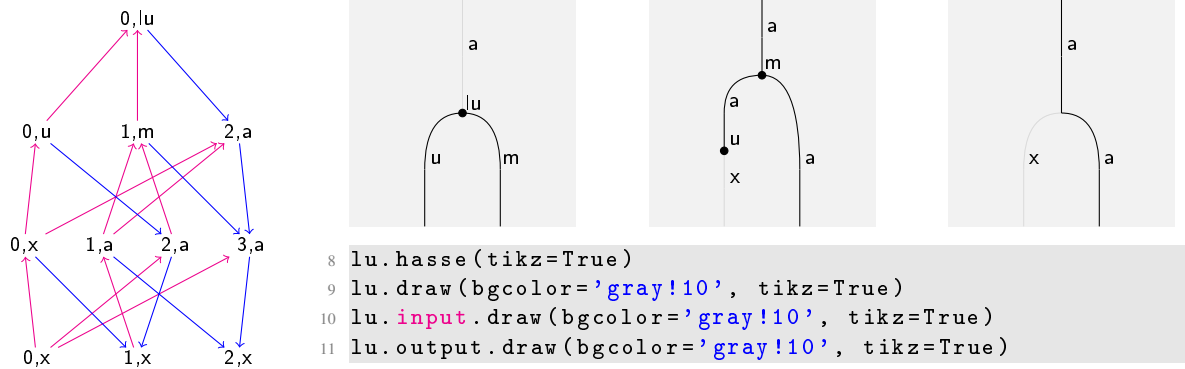 0,lu
0,u 1,m 2,a
0,x 1,a 2,a 3,a
0,x 1,x 2,x
a
lu
u m
a
m
a
u
x
a
a
x a
8 lu.hasse(tikz=True)
9 lu.draw(bgcolor='gray!10', tikz=True)
10 lu.input.draw(bgcolor='gray!10', tikz=True)
11 lu.output.draw(bgcolor='gray!10', tikz=True)